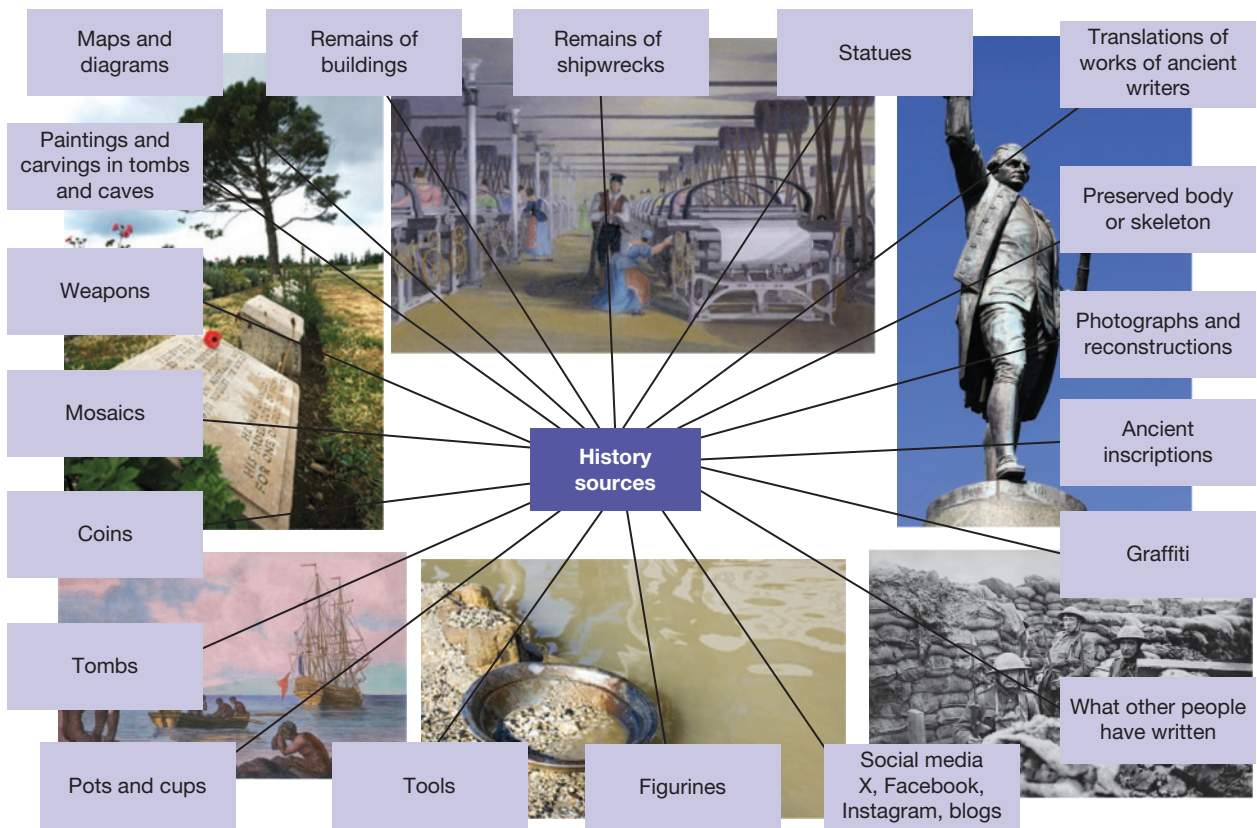 Maps and
diagrams
Remains of
buildings
Remains of
shipwrecks
Statues
Translations of
works of ancient
writers
Paintings and
carvings in tombs
and caves
Preserved body
or skeleton
Weapons
Photographs and
reconstructions
Mosaics
Ancient
inscriptions
History
sources
Coins
Graffiti
Tombs
What other people
have written
Pots and cups
Tools
Figurines
Social media
X, Facebook,
Instagram, blogs